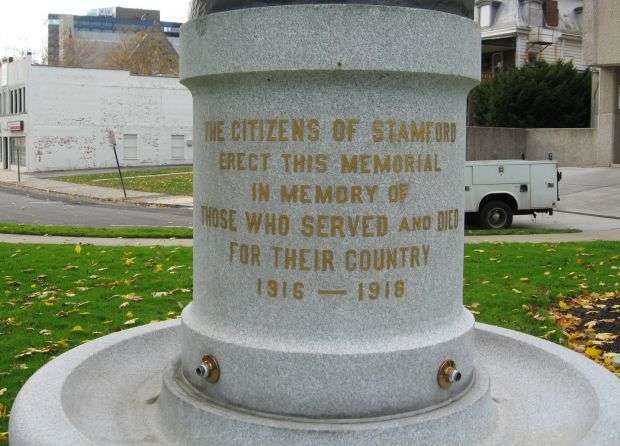 THE CITIZENS OF STAMFORD
ERECT THIS MEMORIAL
IN MEMORY OF
THOSE WHO SERVED AND DIED
FOR THEIR COUNTRY
1916 — 1918